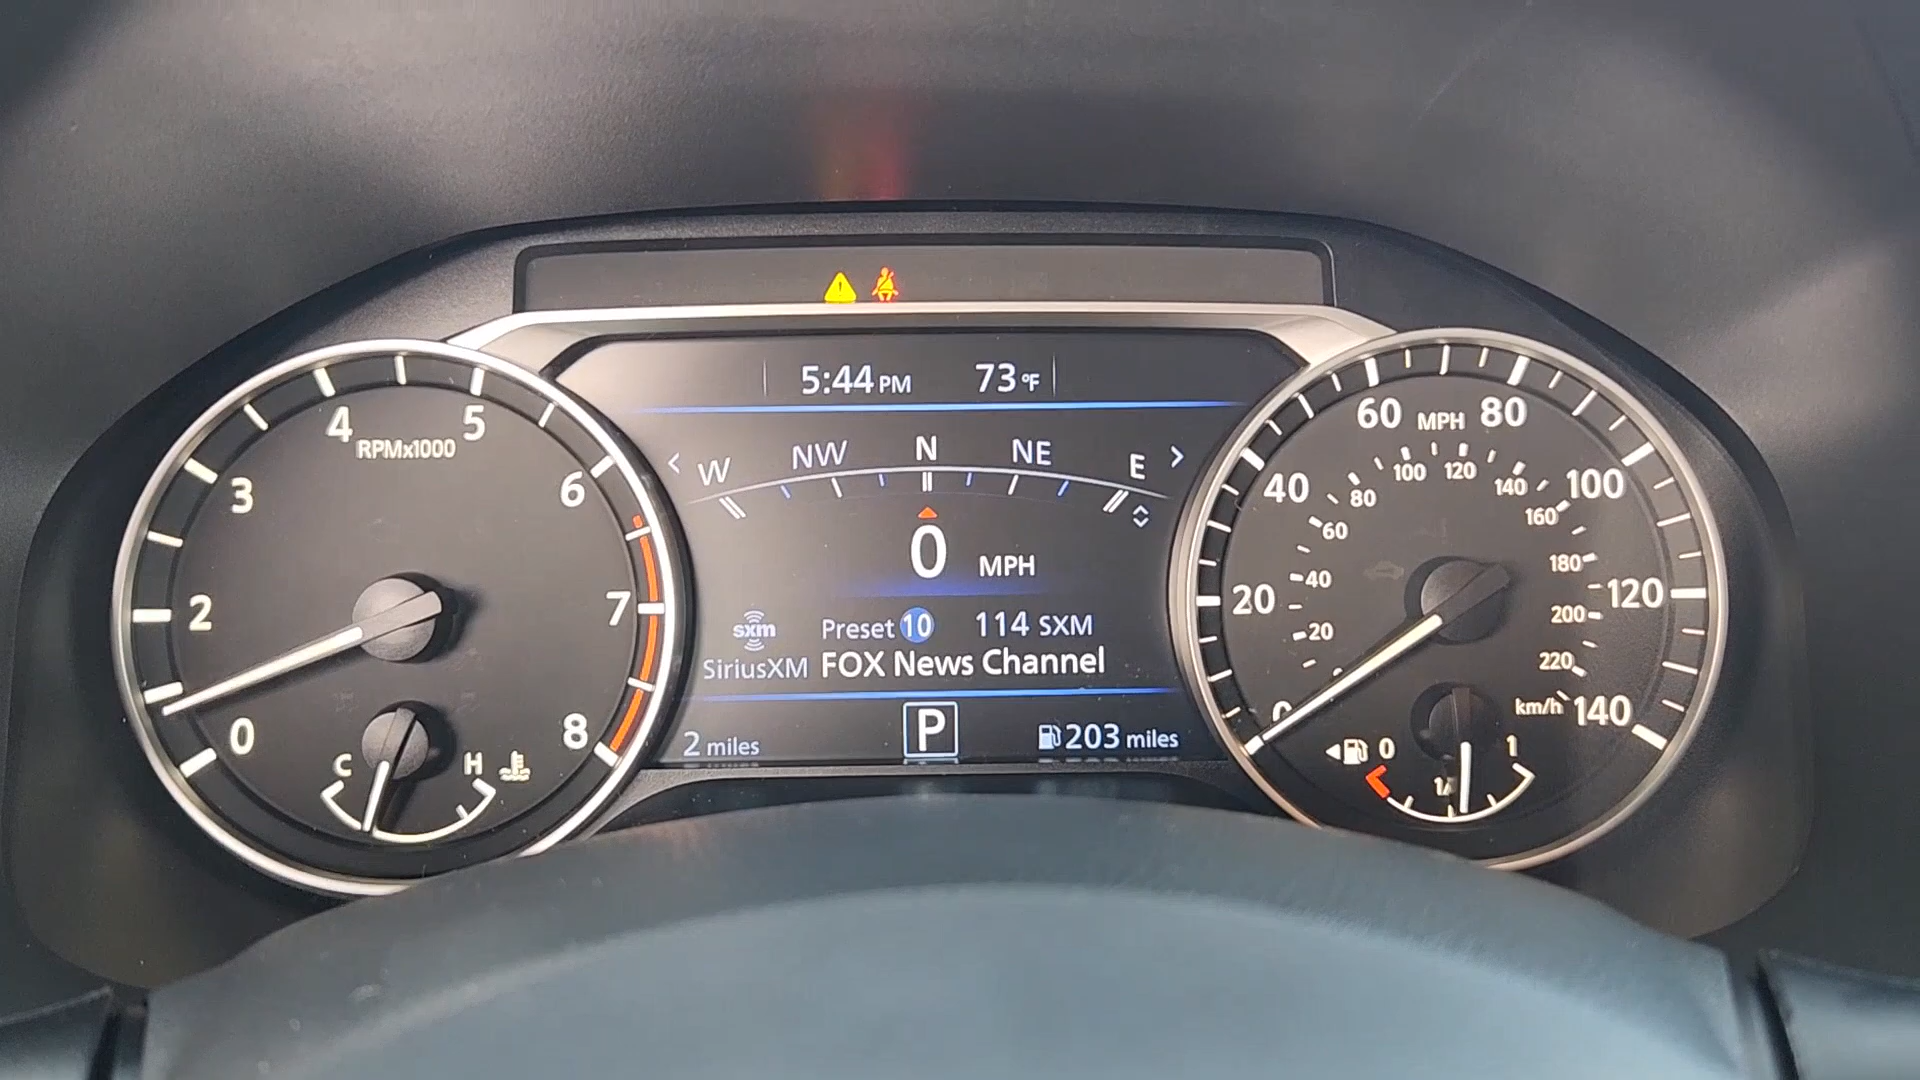 5:44 PM 73°F
W NW N NE E
0 MPH
sxm
SiriusXM
Preset 10 114 SXM
FOX News Channel
2 miles P 203 miles
RPMx1000
0 2 3 4 5 6 7 8
C H
MPH
0 20 40 60 80 100 120 140
km/h
20 40 60 80 100 120 140 160 180 200 220
0 1